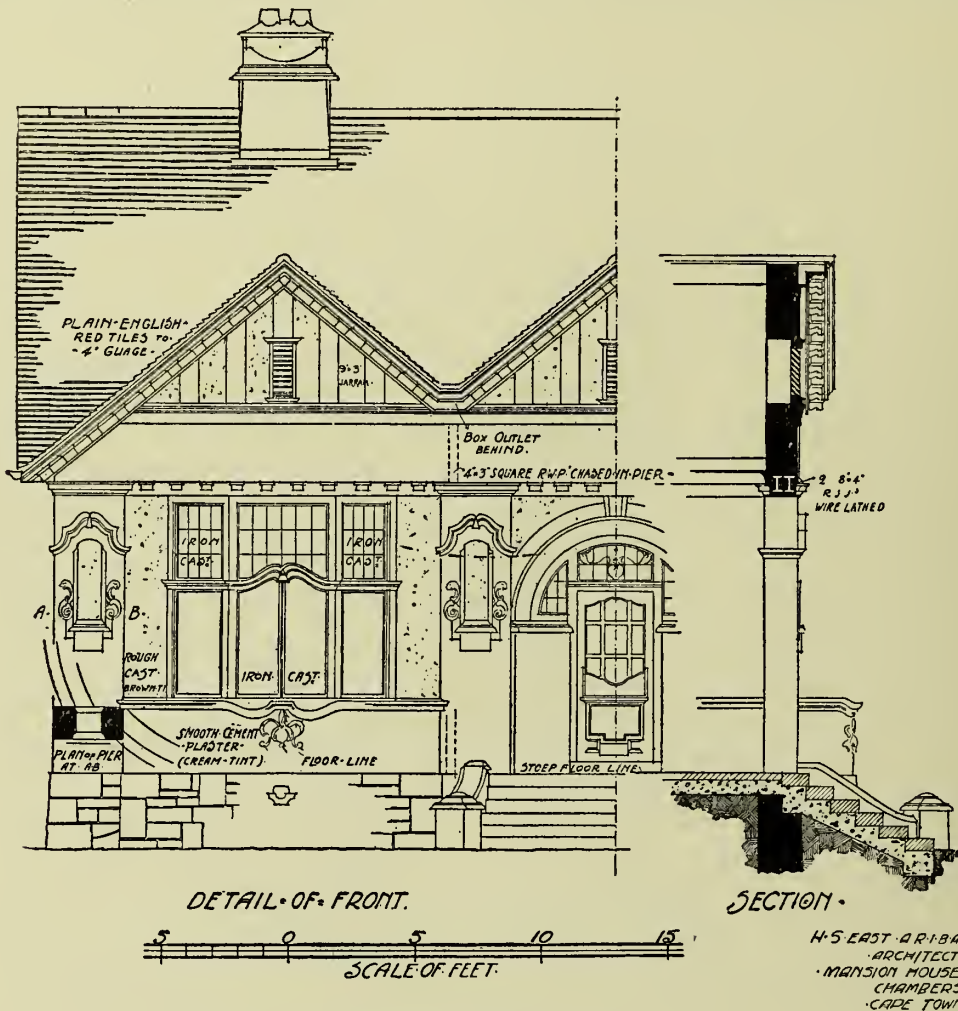 PLAIN·ENGLISH·
RED TILES TO·
·4" GUAGE·
9"·3"
JARRAH·
BOX OUTLET
BEHIND.
4"·3" SQUARE R.W.P. CHASED·IN·PIER·
2 8"·4"
R S J·S
WIRE LATHED
IRON
CAST.
IRON
CAST.
A·
B·
ROUGH
CAST
BROWN·TI
IRON· CAST.
SMOOTH·CEMENT
·PLASTER·
(CREAM·TINT)·
FLOOR·LINE
PLAN OF PIER
AT·AB·
STOEP FLOOR LINE
DETAIL·OF·FRONT.
SECTION·
5 0 5 10 15
SCALE·OF·FEET·
H·S·EAST·A·R·I·B·A
·ARCHITECT
·MANSION HOUSE
CHAMBERS
·CAPE TOWN